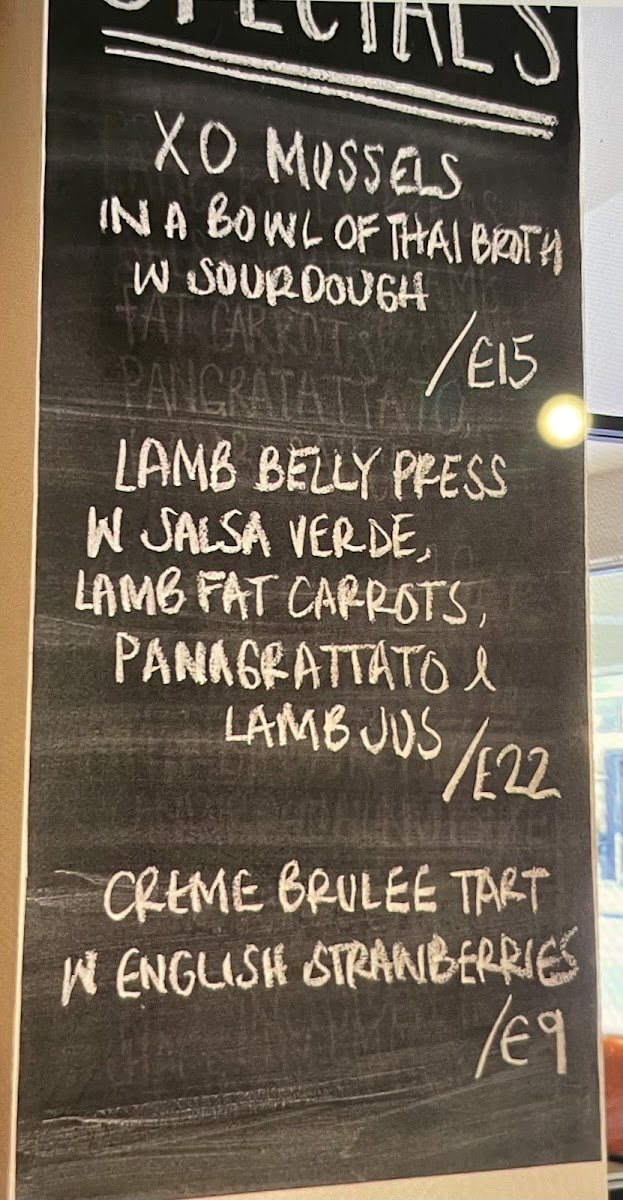 SPECIALS
XO MUSSELS
IN A BOWL OF THAI BROTH
W SOURDOUGH
/£15
LAMB BELLY PRESS
W SALSA VERDE,
LAMB FAT CARROTS,
PANAGRATTATO &
LAMB JUS
/£22
CREME BRULEE TART
W ENGLISH STRAWBERRIES
/£9